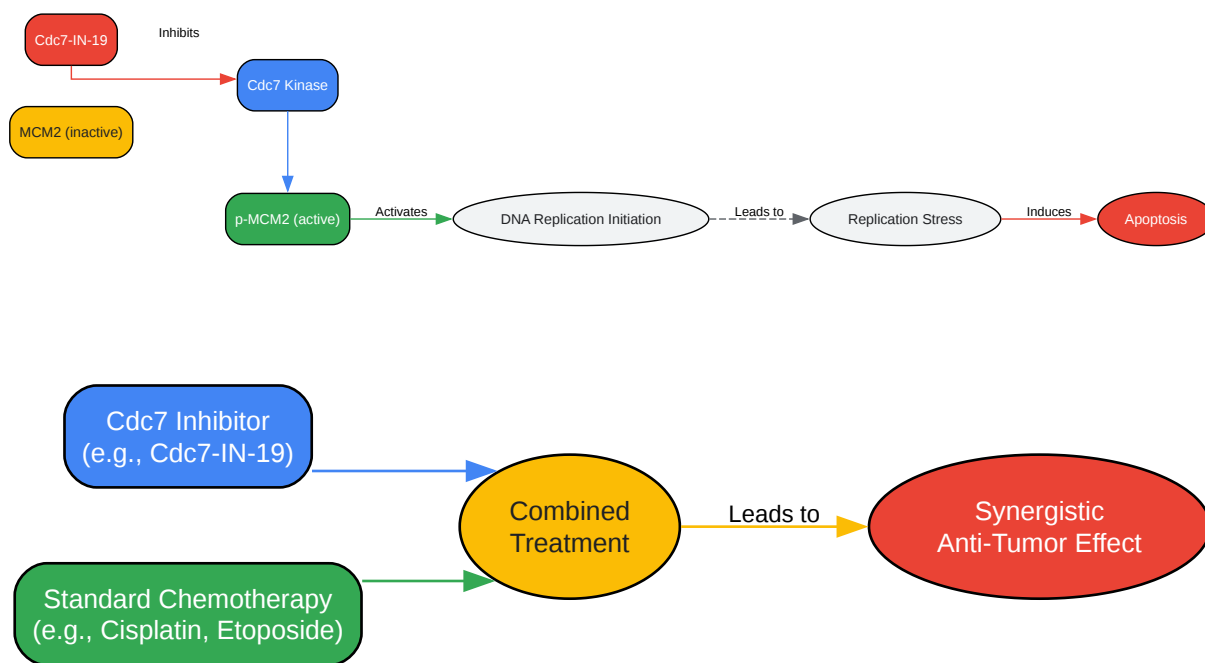 Cdc7-IN-19
Inhibits
Cdc7 Kinase
MCM2 (inactive)
p-MCM2 (active)
Activates
DNA Replication Initiation
Leads to
Replication Stress
Induces
Apoptosis
Cdc7 Inhibitor
(e.g., Cdc7-IN-19)
Combined
Treatment
Leads to
Synergistic
Anti-Tumor Effect
Standard Chemotherapy
(e.g., Cisplatin, Etoposide)